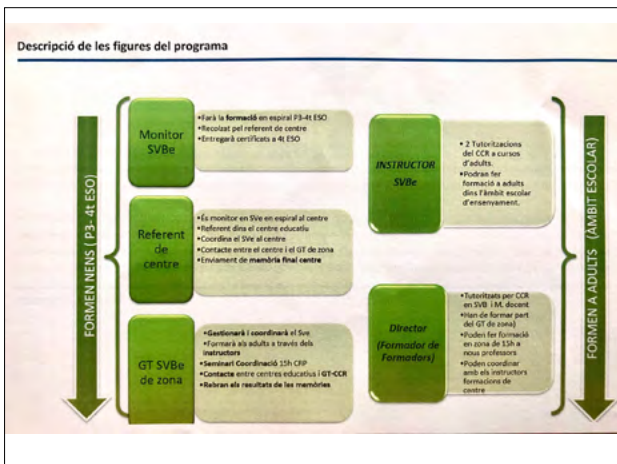 Descripció de les figures del programa
FORMEN NENS ( P3- 4t ESO)
Monitor
SVBe
•Farà la formació en espiral P3-4t ESO
•Recolzat pel referent de centre
•Entregarà certificats a 4t ESO
Referent
de
centre
•És monitor en SVe en espiral al centre
•Referent dins el centre educatiu
•Coordina el SVe al centre
•Contacte entre el centre i el GT de zona
•Enviament de memòria final centre
GT SVBe
de zona
•Gestionarà i coordinarà el Sve
•Formarà als adults a través dels
instructors
•Seminari Coordinació 15h CRP
•Contacte entre centres educatius i GT-CCR
•Rebran els resultats de les memòries
INSTRUCTOR
SVBe
• 2 Tutoritzacions
del CCR a cursos
d'adults.
•Podran fer
formació a adults
dins l'àmbit escolar
d'ensenyament.
Director
(Formador de
Formadors)
•Tutoritzats per CCR
en SVB i M. docent
•Han de formar part
del GT de zona)
•Poden fer formació
en zona de 15h a
nous professors
•Poden coordinar
amb els instructors
formacions de
centre
FORMEN A ADULTS (ÀMBIT ESCOLAR)